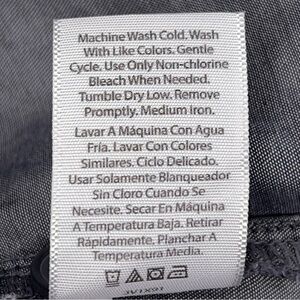 Machine Wash Cold. Wash
With Like Colors. Gentle
Cycle. Use Only Non-chlorine
Bleach When Needed.
Tumble Dry Low. Remove
Promptly. Medium Iron.
Lavar A Máquina Con Agua
Fría. Lavar Con Colores
Similares. Ciclo Delicado.
Usar Solamente Blanqueador
Sin Cloro Cuando Se
Necesite. Secar En Máquina
A Temperatura Baja. Retirar
Rápidamente. Planchar A
Temperatura Media.